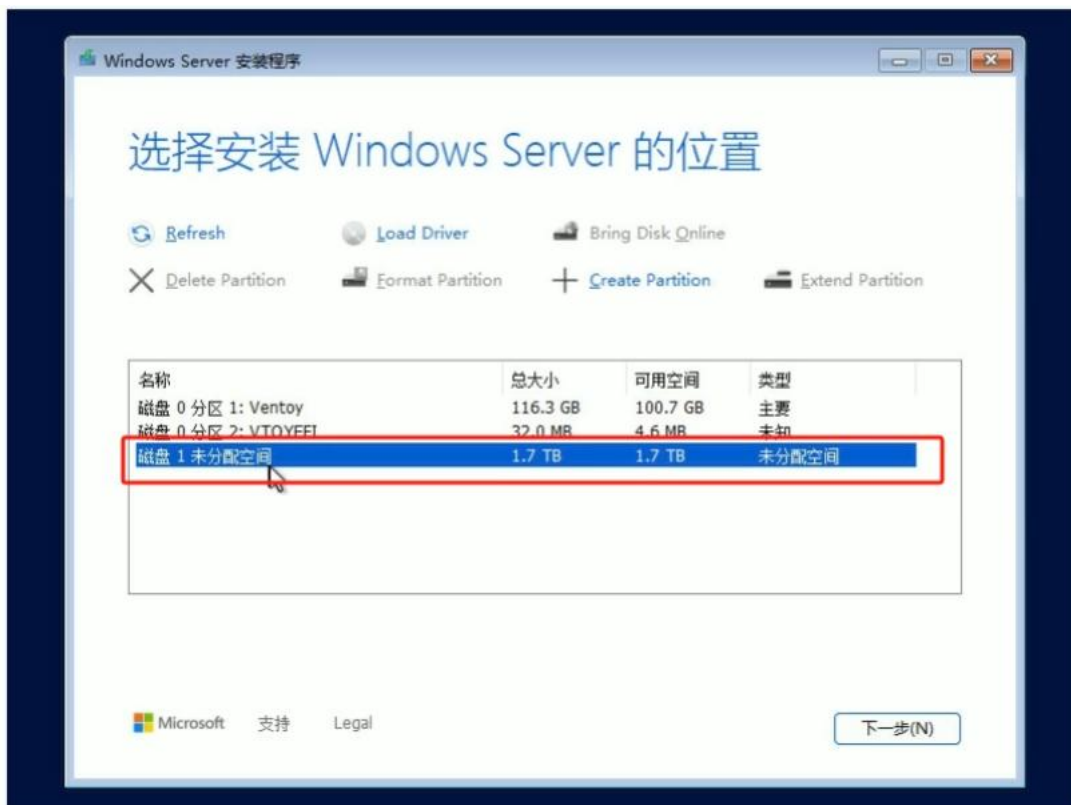 Windows Server 安装程序
选择安装 Windows Server 的位置
Refresh Load Driver Bring Disk Online
Delete Partition Format Partition Create Partition Extend Partition
名称 总大小 可用空间 类型
磁盘 0 分区 1: Ventoy 116.3 GB 100.7 GB 主要
磁盘 0 分区 2: VTOYEFI 32.0 MB 4.6 MB 未知
磁盘 1 未分配空间 1.7 TB 1.7 TB 未分配空间
Microsoft 支持 Legal
下一步(N)